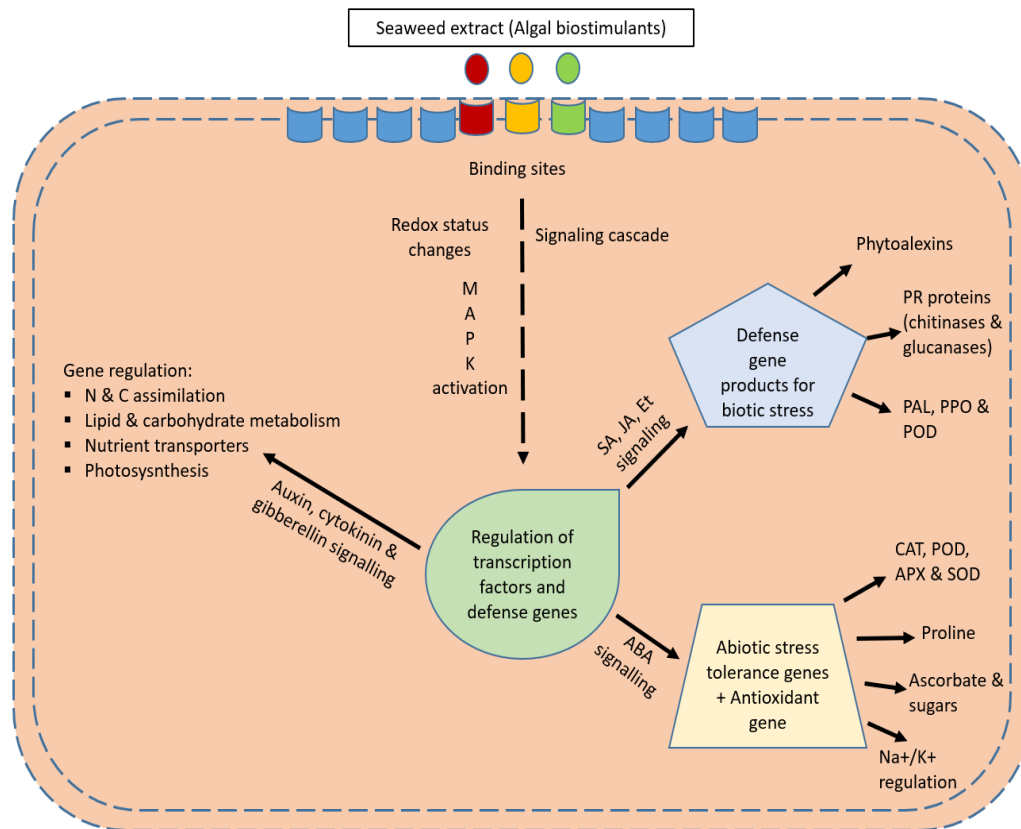 Seaweed extract (Algal biostimulants)
Binding sites
Redox status
changes
Signaling cascade
M
A
P
K
activation
Gene regulation:
▪ N & C assimilation
▪ Lipid & carbohydrate metabolism
▪ Nutrient transporters
▪ Photosysnthesis
Auxin, cytokinin &
gibberellin signalling
Regulation of
transcription
factors and
defense genes
SA, JA, Et
signaling
Defense
gene
products for
biotic stress
Phytoalexins
PR proteins
(chitinases &
glucanases)
PAL, PPO &
POD
ABA
signalling
Abiotic stress
tolerance genes
+ Antioxidant
gene
CAT, POD,
APX & SOD
Proline
Ascorbate &
sugars
Na+/K+
regulation